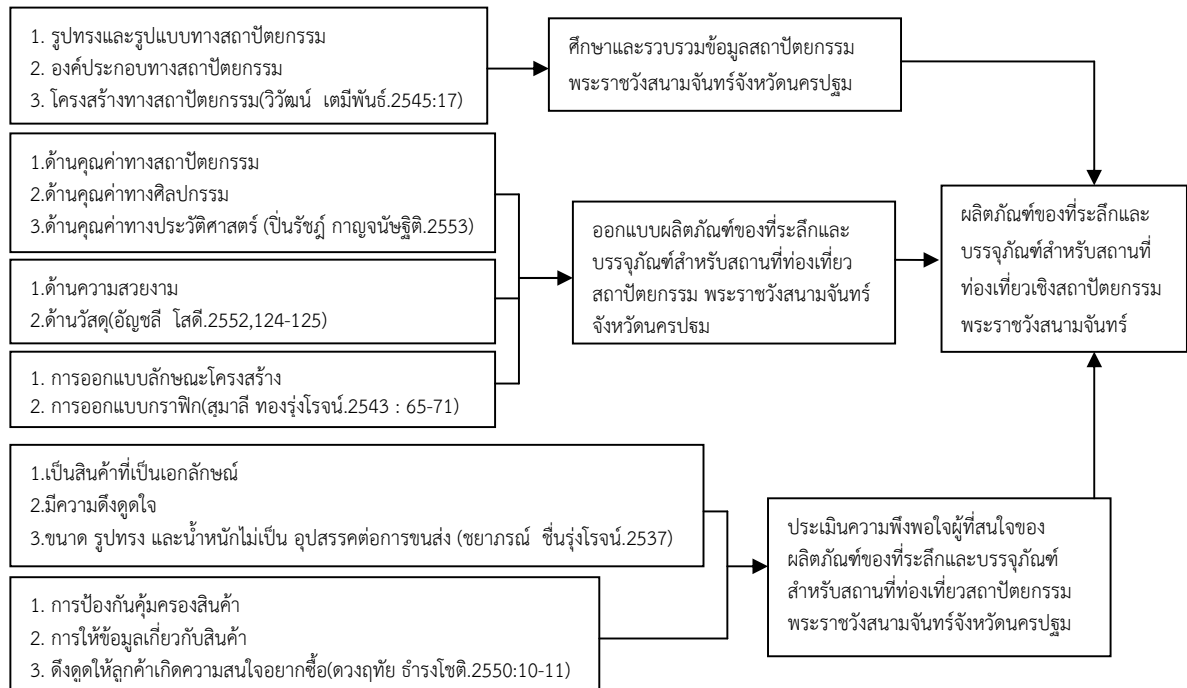 1. รูปทรงและรูปแบบทางสถาปัตยกรรม
2. องค์ประกอบทางสถาปัตยกรรม
3. โครงสร้างทางสถาปัตยกรรม(วิวัฒน์ เตมีพันธ์.2545:17)
ศึกษาและรวบรวมข้อมูลสถาปัตยกรรม
พระราชวังสนามจันทร์จังหวัดนครปฐม
1.ด้านคุณค่าทางสถาปัตยกรรม
2.ด้านคุณค่าทางศิลปกรรม
3.ด้านคุณค่าทางประวัติศาสตร์ (ปิ่นรัชฎ์ กาญจนัษฐิติ.2553)
1.ด้านความสวยงาม
2.ด้านวัสดุ(อัญชลี โสดี.2552,124-125)
1. การออกแบบลักษณะโครงสร้าง
2. การออกแบบกราฟิก(สุมาลี ทองรุ่งโรจน์.2543 : 65-71)
ออกแบบผลิตภัณฑ์ของที่ระลึกและ
บรรจุภัณฑ์สำหรับสถานที่ท่องเที่ยว
สถาปัตยกรรม พระราชวังสนามจันทร์
จังหวัดนครปฐม
ผลิตภัณฑ์ของที่ระลึกและ
บรรจุภัณฑ์สำหรับสถานที่
ท่องเที่ยวเชิงสถาปัตยกรรม
พระราชวังสนามจันทร์
1.เป็นสินค้าที่เป็นเอกลักษณ์
2.มีความดึงดูดใจ
3.ขนาด รูปทรง และน้ำหนักไม่เป็น อุปสรรคต่อการขนส่ง (ชยาภรณ์ ชื่นรุ่งโรจน์.2537)
1. การป้องกันคุ้มครองสินค้า
2. การให้ข้อมูลเกี่ยวกับสินค้า
3. ดึงดูดให้ลูกค้าเกิดความสนใจอยากซื้อ(ดวงฤทัย ธำรงโชติ.2550:10-11)
ประเมินความพึงพอใจผู้ที่สนใจของ
ผลิตภัณฑ์ของที่ระลึกและบรรจุภัณฑ์
สำหรับสถานที่ท่องเที่ยวสถาปัตยกรรม
พระราชวังสนามจันทร์จังหวัดนครปฐม